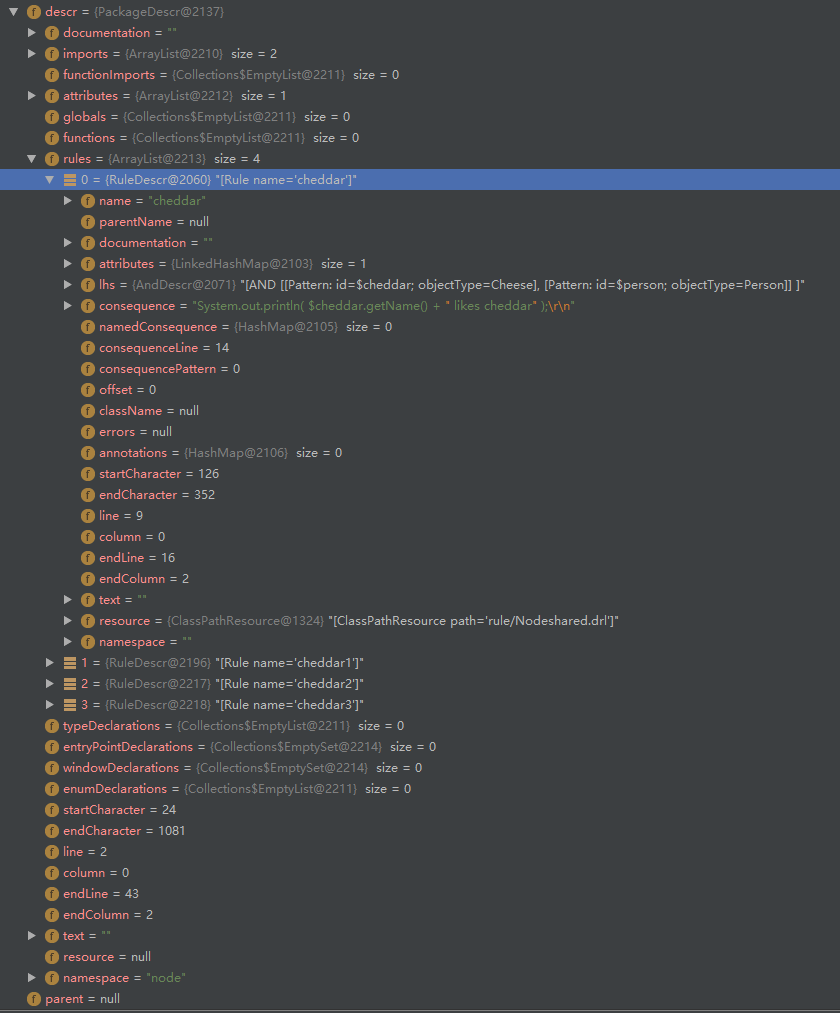 f descr = {PackageDescr@2137}
f documentation = ""
f imports = {ArrayList@2210} size = 2
f functionImports = {Collections$EmptyList@2211} size = 0
f attributes = {ArrayList@2212} size = 1
f globals = {Collections$EmptyList@2211} size = 0
f functions = {Collections$EmptyList@2211} size = 0
f rules = {ArrayList@2213} size = 4
0 = {RuleDescr@2060} "[Rule name='cheddar']"
f name = "cheddar"
f parentName = null
f documentation = ""
f attributes = {LinkedHashMap@2103} size = 1
f lhs = {AndDescr@2071} "[AND [[Pattern: id=$cheddar; objectType=Cheese], [Pattern: id=$person; objectType=Person]] ]"
f consequence = "System.out.println( $cheddar.getName() + " likes cheddar" );\r\n"
f namedConsequence = {HashMap@2105} size = 0
f consequenceLine = 14
f consequencePattern = 0
f offset = 0
f className = null
f errors = null
f annotations = {HashMap@2106} size = 0
f startCharacter = 126
f endCharacter = 352
f line = 9
f column = 0
f endLine = 16
f endColumn = 2
f text = ""
f resource = {ClassPathResource@1324} "[ClassPathResource path='rule/Nodeshared.drl']"
f namespace = ""
1 = {RuleDescr@2196} "[Rule name='cheddar1']"
2 = {RuleDescr@2217} "[Rule name='cheddar2']"
3 = {RuleDescr@2218} "[Rule name='cheddar3']"
f typeDeclarations = {Collections$EmptyList@2211} size = 0
f entryPointDeclarations = {Collections$EmptySet@2214} size = 0
f windowDeclarations = {Collections$EmptySet@2214} size = 0
f enumDeclarations = {Collections$EmptyList@2211} size = 0
f startCharacter = 24
f endCharacter = 1081
f line = 2
f column = 0
f endLine = 43
f endColumn = 2
f text = ""
f resource = null
f namespace = "node"
f parent = null